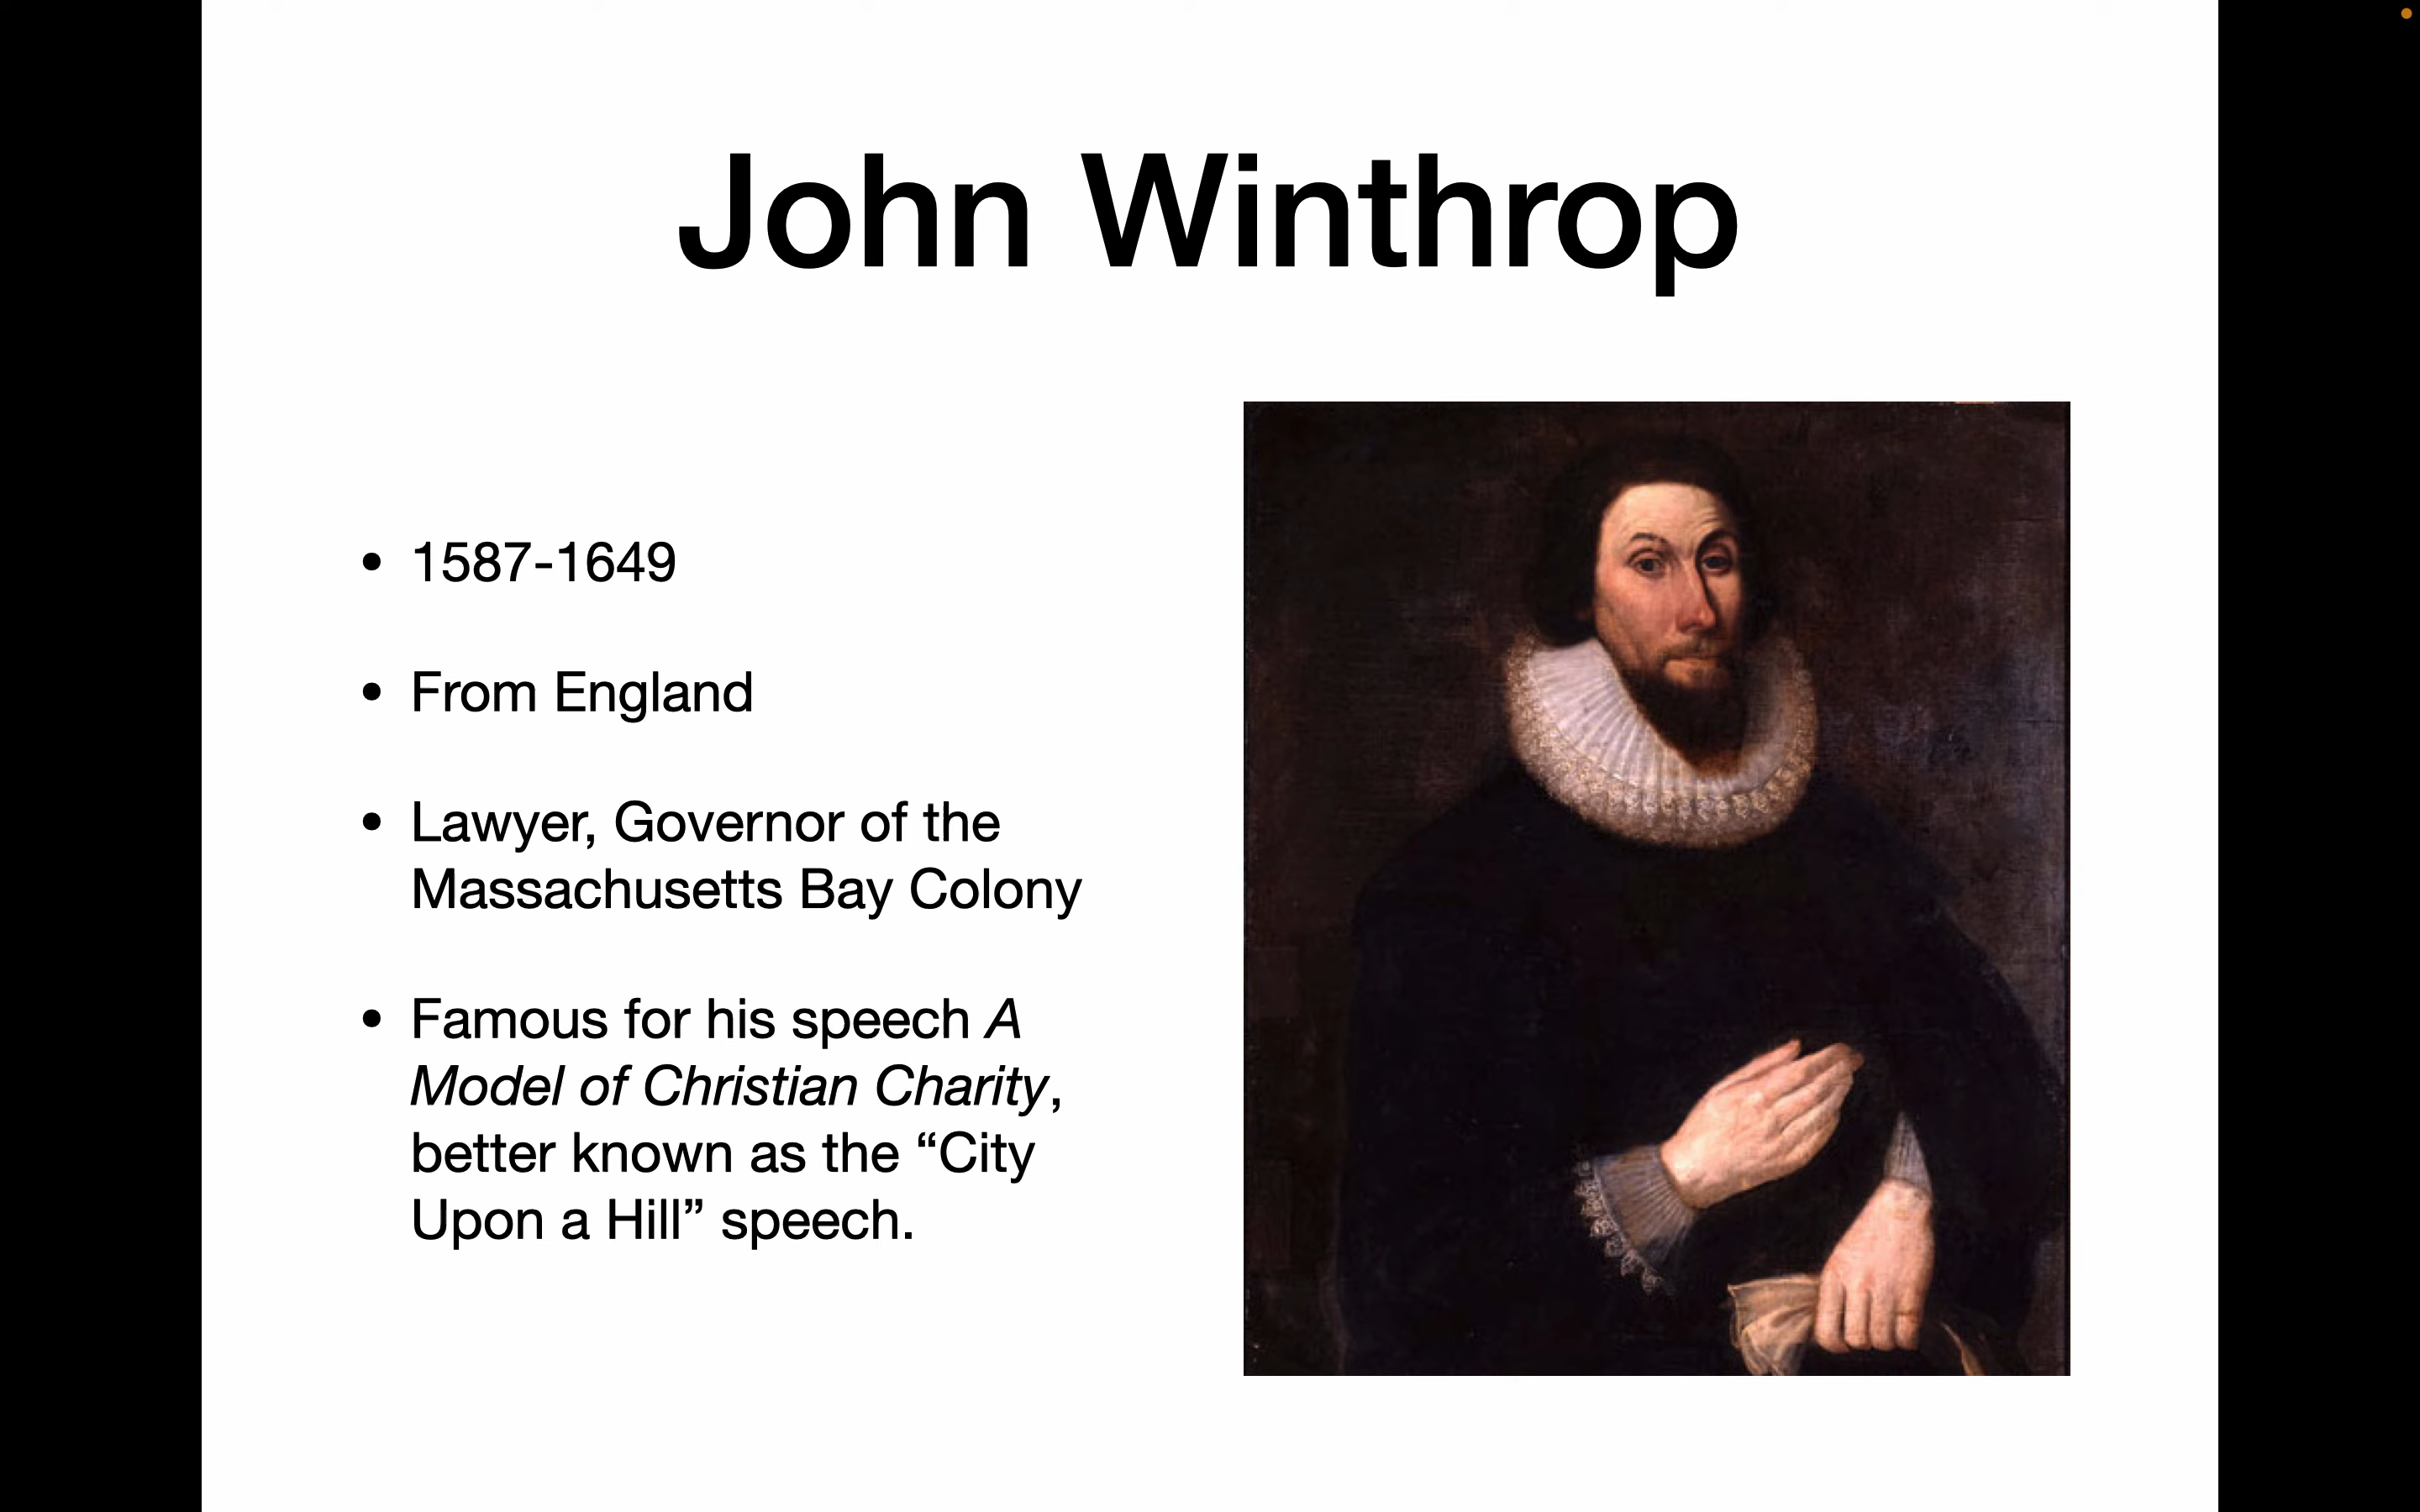 John Winthrop
• 1587-1649
• From England
• Lawyer, Governor of the
Massachusetts Bay Colony
• Famous for his speech A
Model of Christian Charity,
better known as the “City
Upon a Hill” speech.